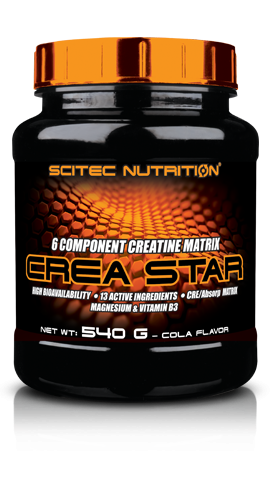 SCITEC NUTRITION
6 COMPONENT CREATINE MATRIX
CREA STAR
HIGH BIOAVAILABILITY • 13 ACTIVE INGREDIENTS • CRE/Absorp MATRIX
MAGNESIUM & VITAMIN B3
NET WT: 540 G - COLA FLAVOR